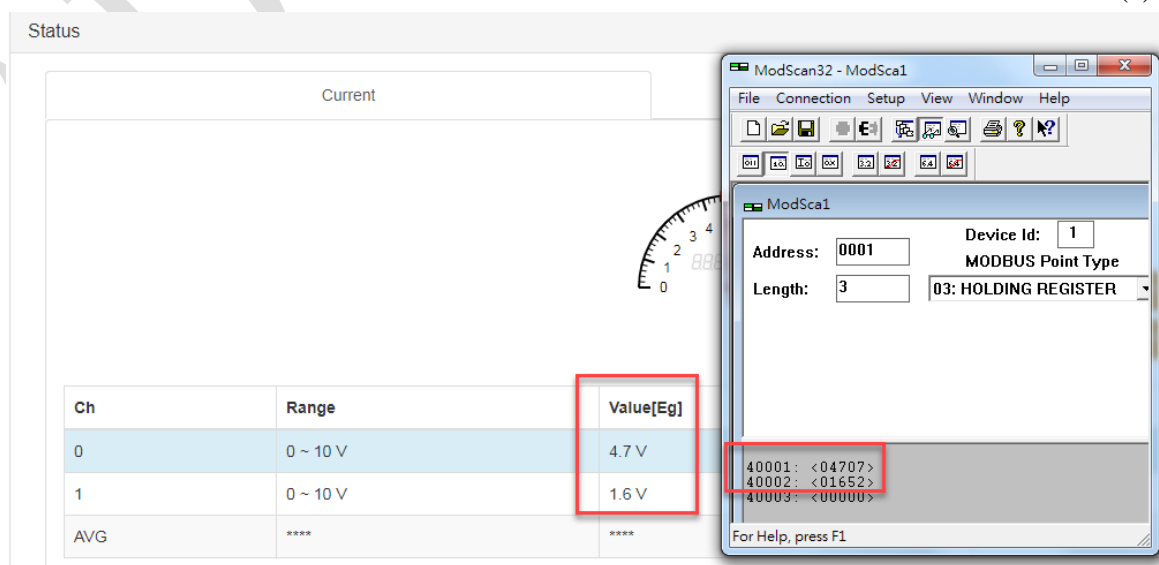 Status
Current
0 1 2 3 4
Ch Range Value[Eg]
0 0 ~ 10 V 4.7 V
1 0 ~ 10 V 1.6 V
AVG **** ****
ModScan32 - ModSca1
File Connection Setup View Window Help
ModSca1
Address: 0001 Device Id: 1
MODBUS Point Type
Length: 3 03: HOLDING REGISTER
40001: <04707>
40002: <01652>
40003: <00000>
For Help, press F1